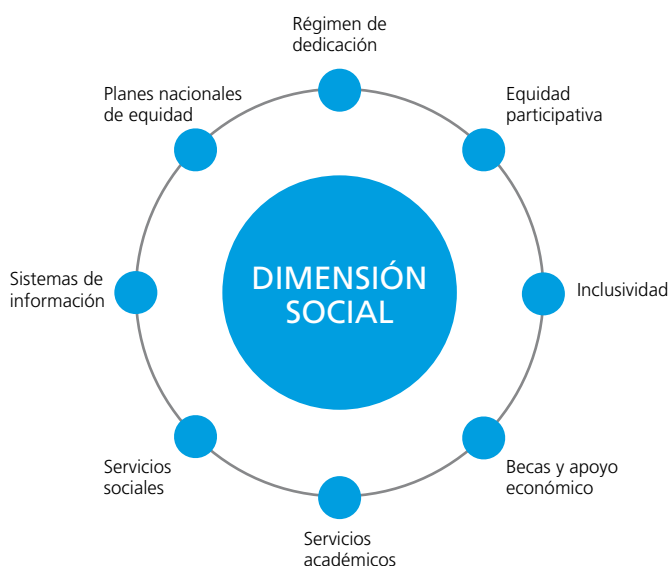 Régimen de
dedicación
Planes nacionales
de equidad
Equidad
participativa
DIMENSIÓN
SOCIAL
Sistemas de
información
Inclusividad
Servicios
sociales
Becas y apoyo
económico
Servicios
académicos